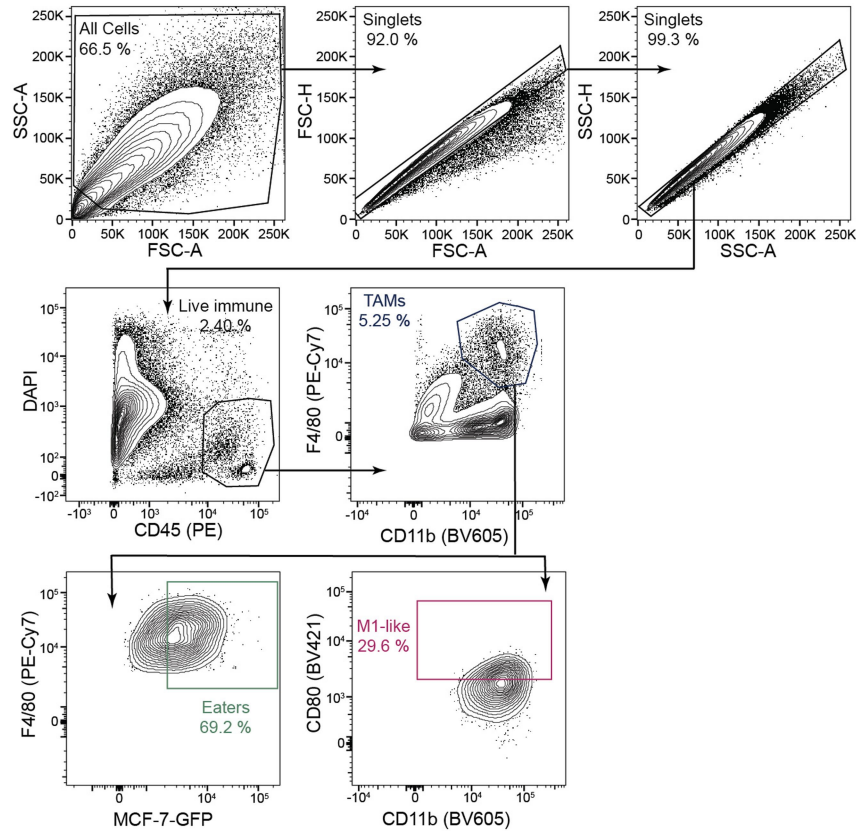 All Cells
66.5 %
250K
200K
150K
100K
50K
0
SSC-A
0 50K 100K 150K 200K 250K
FSC-A
Singlets
92.0 %
250K
200K
150K
100K
50K
0
FSC-H
0 50K 100K 150K 200K 250K
FSC-A
Singlets
99.3 %
250K
200K
150K
100K
50K
0
SSC-H
0 50K 100K 150K 200K 250K
SSC-A
Live immune
2.40 %
10⁵
10⁴
10³
10²
0
-10²
DAPI
-10³ 0 10³ 10⁴ 10⁵
CD45 (PE)
TAMs
5.25 %
10⁵
10⁴
0
F4/80 (PE-Cy7)
-10⁴ 0 10⁴ 10⁵
CD11b (BV605)
10⁵
10⁴
0
F4/80 (PE-Cy7)
Eaters
69.2 %
0 10⁴ 10⁵
MCF-7-GFP
M1-like
29.6 %
10⁵
10⁴
10³
0
CD80 (BV421)
-10⁴ 0 10⁴ 10⁵
CD11b (BV605)